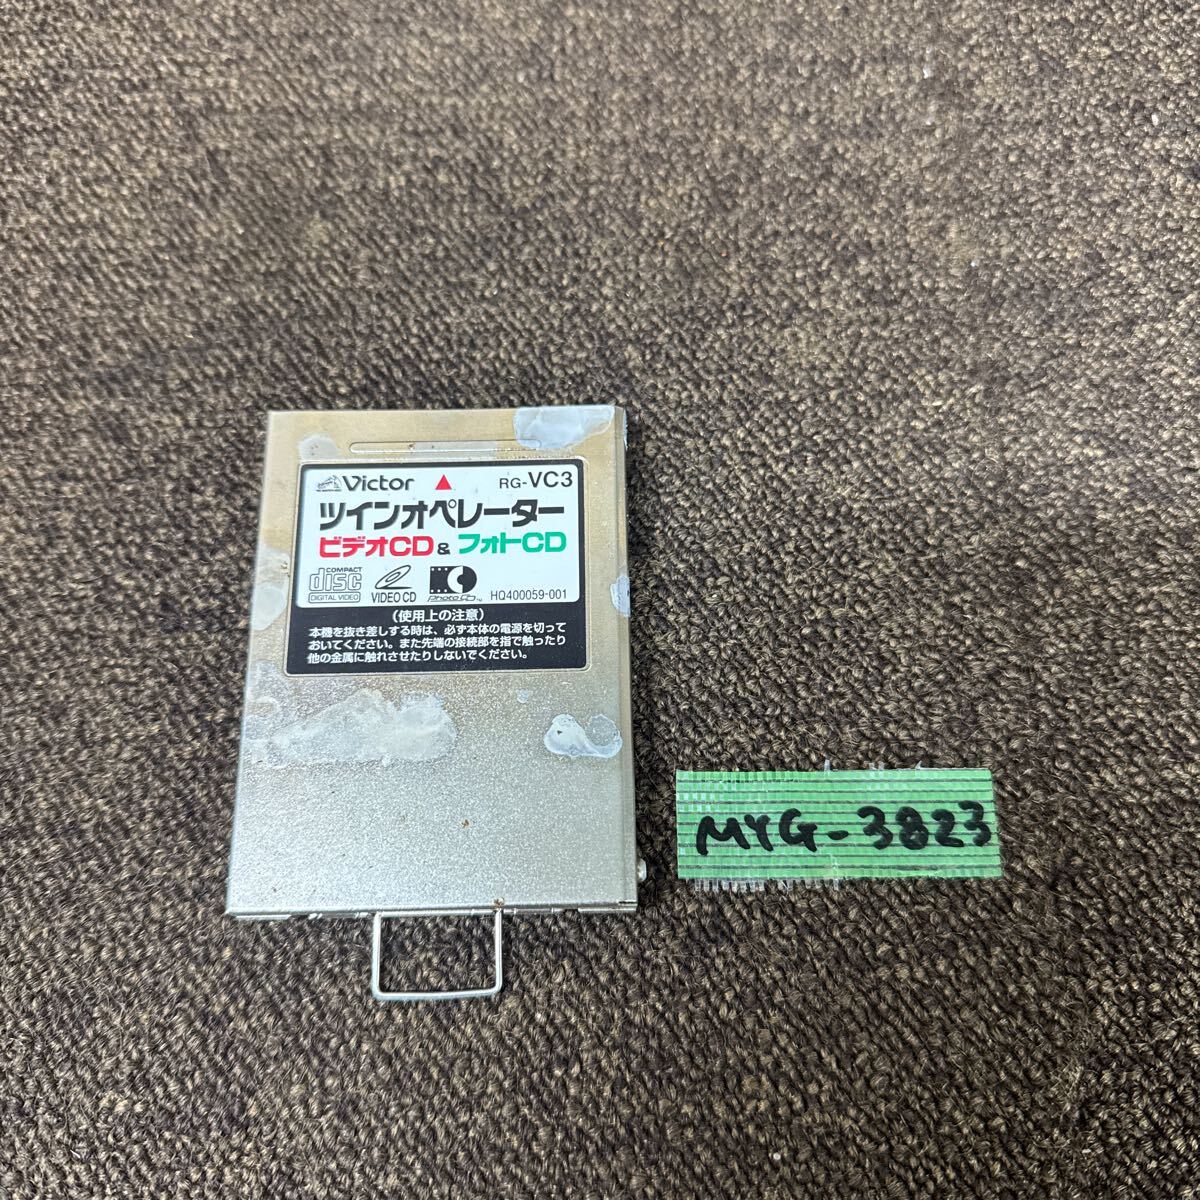 Victor RG-VC3
ツインオペレーター
ビデオCD & フォトCD
COMPACT
disc
DIGITAL VIDEO
VIDEO CD
Photo CD™
HQ400059-001
(使用上の注意)
本機を抜き差しする時は、必ず本体の電源を切って
おいてください。また先端の接続部を指で触ったり
他の金属に触れさせたりしないでください。
MYG-3823